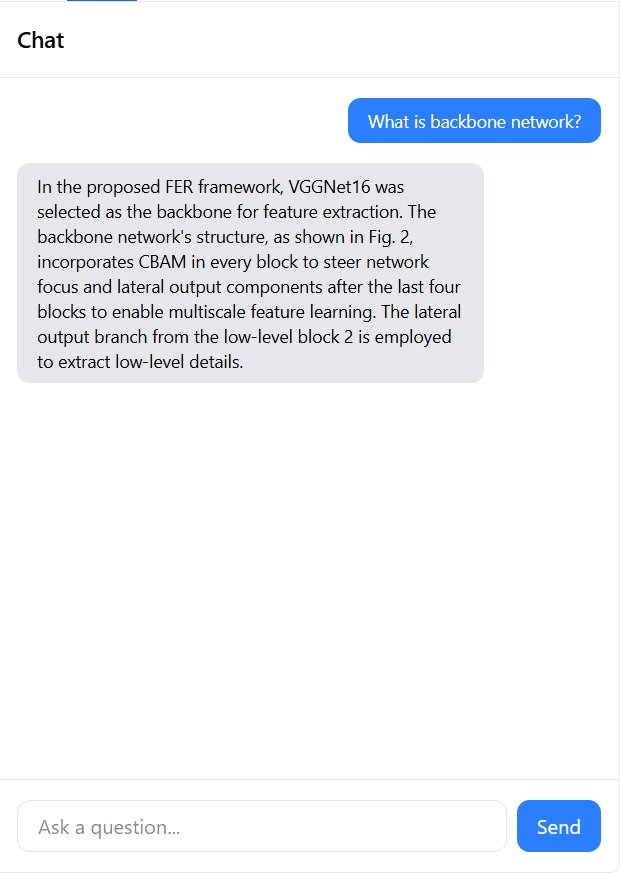 Chat
What is backbone network?
In the proposed FER framework, VGGNet16 was
selected as the backbone for feature extraction. The
backbone network's structure, as shown in Fig. 2,
incorporates CBAM in every block to steer network
focus and lateral output components after the last four
blocks to enable multiscale feature learning. The lateral
output branch from the low-level block 2 is employed
to extract low-level details.
Ask a question...
Send